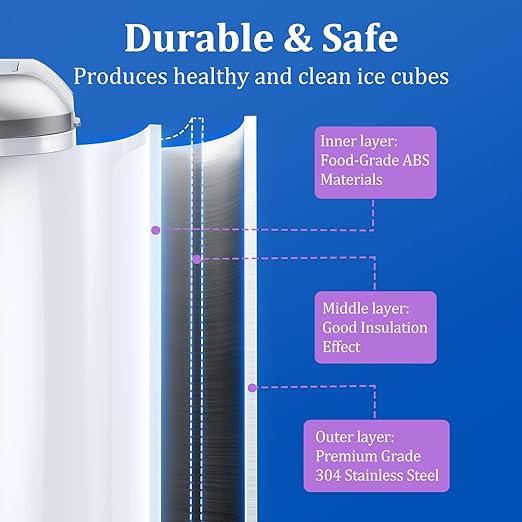 Durable & Safe
Produces healthy and clean ice cubes
Inner layer:
Food-Grade ABS
Materials
Middle layer:
Good Insulation
Effect
Outer layer:
Premium Grade
304 Stainless Steel